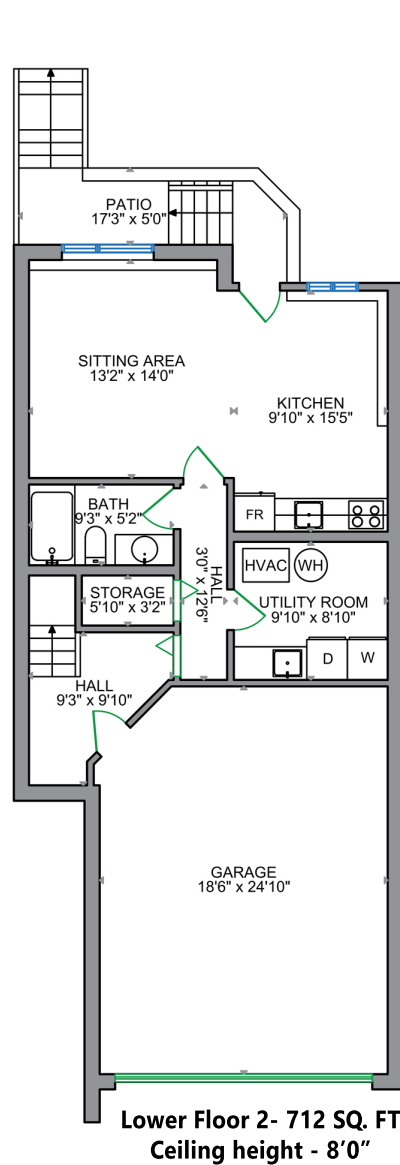 PATIO
17'3" x 5'0"
SITTING AREA
13'2" x 14'0"
KITCHEN
9'10" x 15'5"
BATH
9'3" x 5'2"
FR
HALL
3'0" x 12'6"
HVAC
WH
STORAGE
5'10" x 3'2"
UTILITY ROOM
9'10" x 8'10"
D
W
HALL
9'3" x 9'10"
GARAGE
18'6" x 24'10"
Lower Floor 2- 712 SQ. FT
Ceiling height - 8’0”